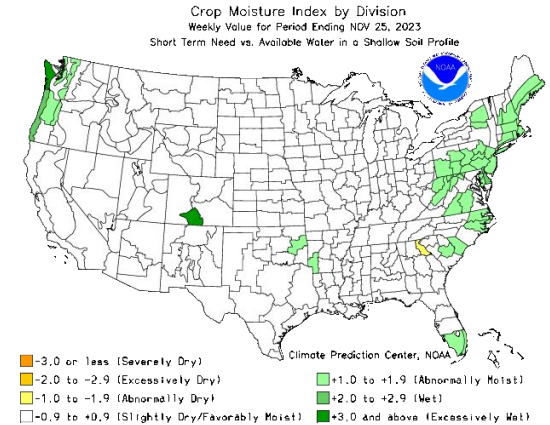 Crop Moisture Index by Division
Weekly Value for Period Ending NOV 25, 2023
Short Term Need vs. Available Water in a Shallow Soil Profile
NOAA
Climate Prediction Center, NOAA
-3.0 or less (Severely Dry)
-2.0 to -2.9 (Excessively Dry)
-1.0 to -1.9 (Abnormally Dry)
-0.9 to +0.9 (Slightly Dry/Favorably Moist)
+1.0 to +1.9 (Abnormally Moist)
+2.0 to +2.9 (Wet)
+3.0 and above (Excessively Wet)